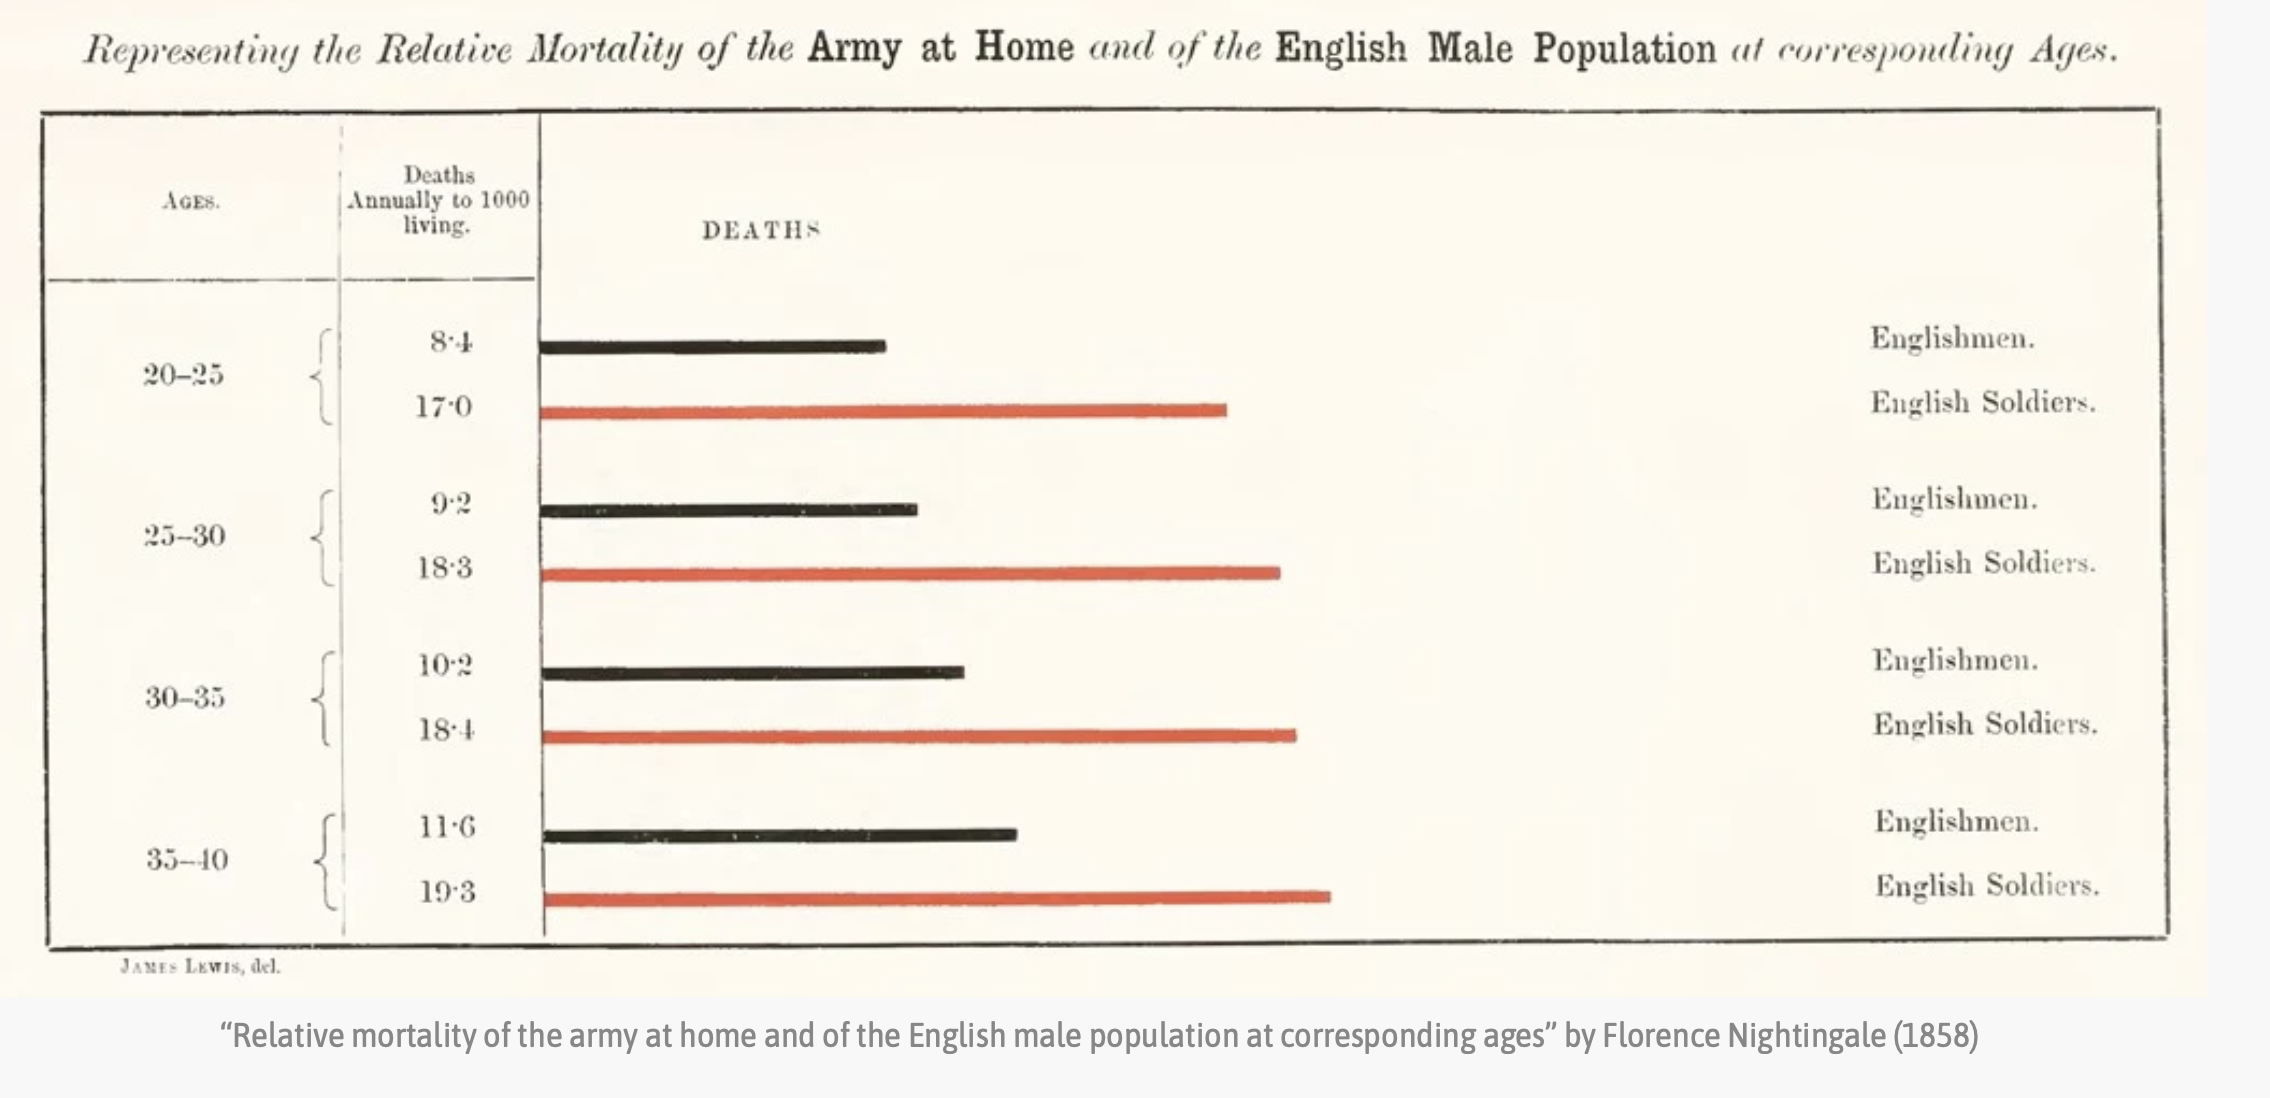 Representing the Relative Mortality of the Army at Home and of the English Male Population at corresponding Ages.
AGES.
Deaths
Annually to 1000
living.
DEATHS
20–25
8·4 Englishmen.
17·0 English Soldiers.
25–30
9·2 Englishmen.
18·3 English Soldiers.
30–35
10·2 Englishmen.
18·4 English Soldiers.
35–40
11·6 Englishmen.
19·3 English Soldiers.
JAMES LEWIS, del.
“Relative mortality of the army at home and of the English male population at corresponding ages” by Florence Nightingale (1858)